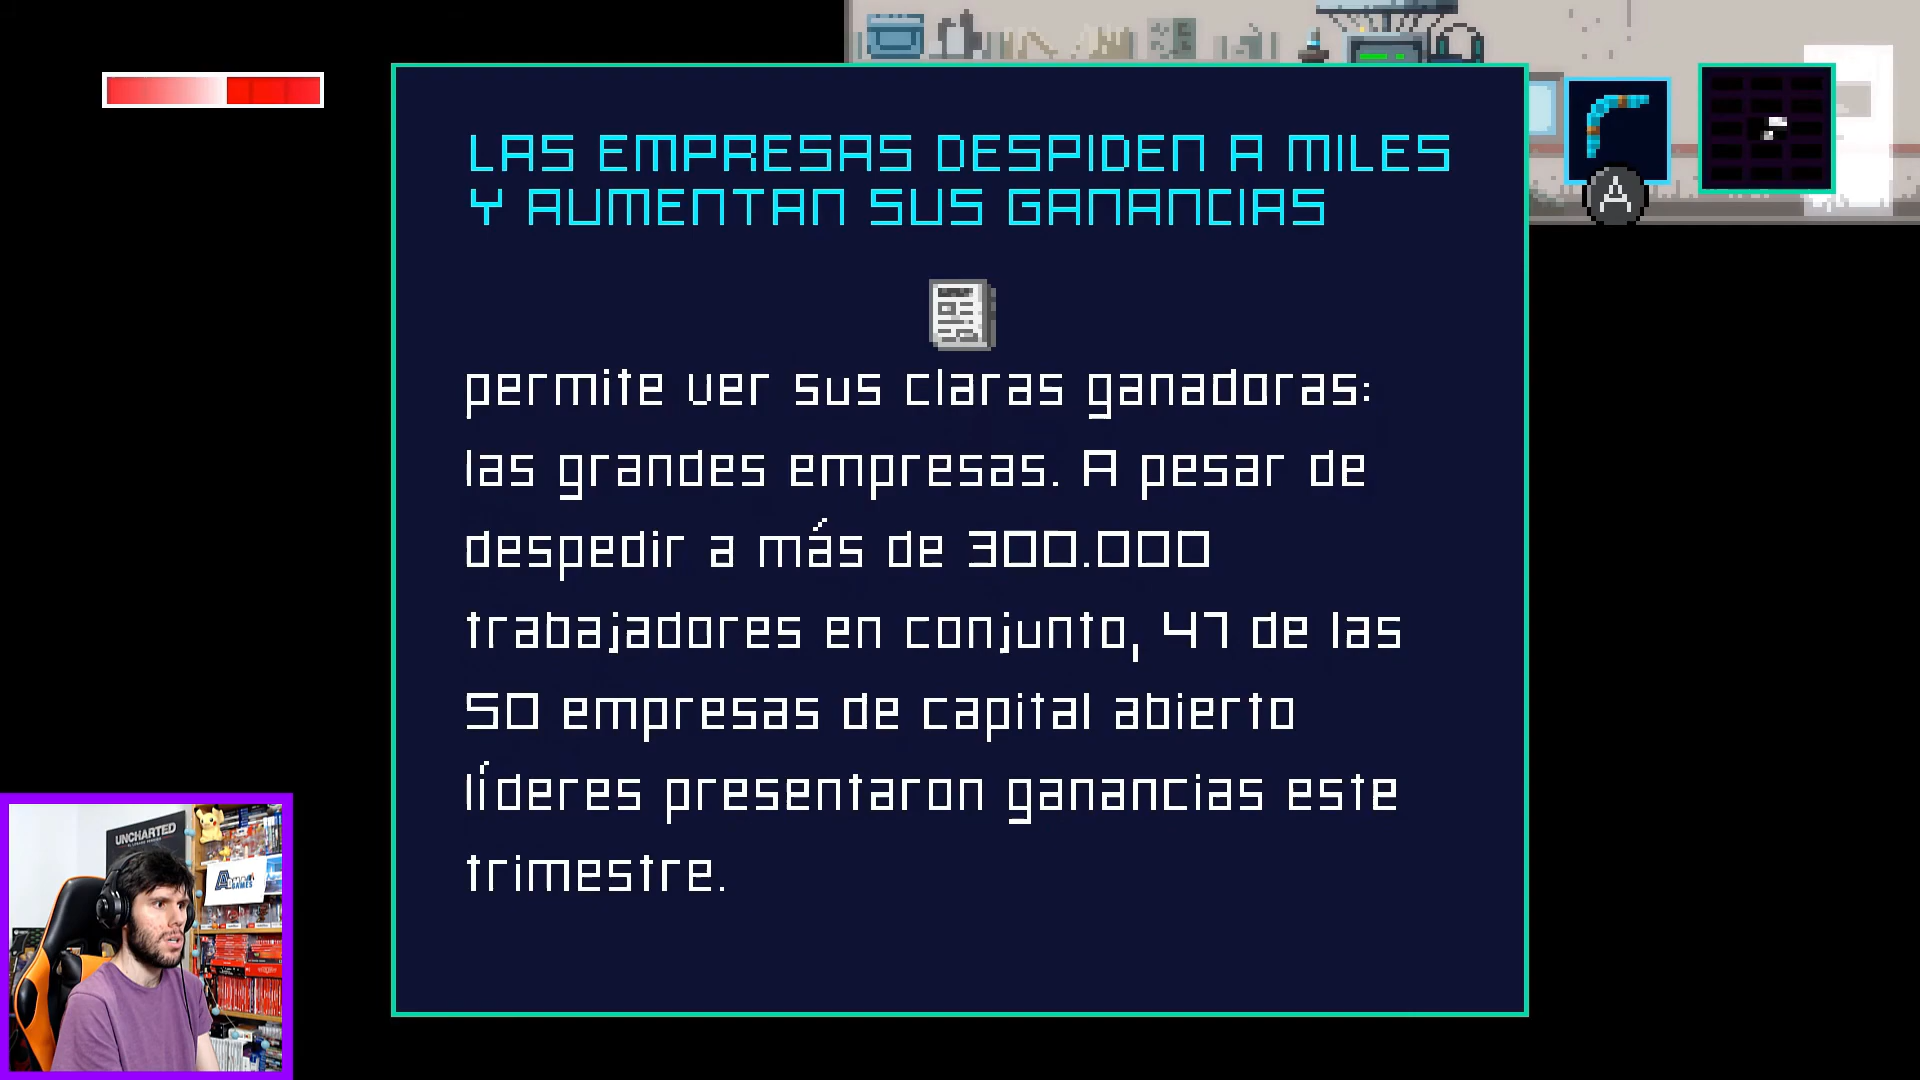 LAS EMPRESAS DESPIDEN A MILES
Y AUMENTAN SUS GANANCIAS
permite ver sus claras ganadoras:
las grandes empresas. A pesar de
despedir a más de 300.000
trabajadores en conjunto, 47 de las
50 empresas de capital abierto
líderes presentaron ganancias este
trimestre.
A
UNCHARTED
GAMES